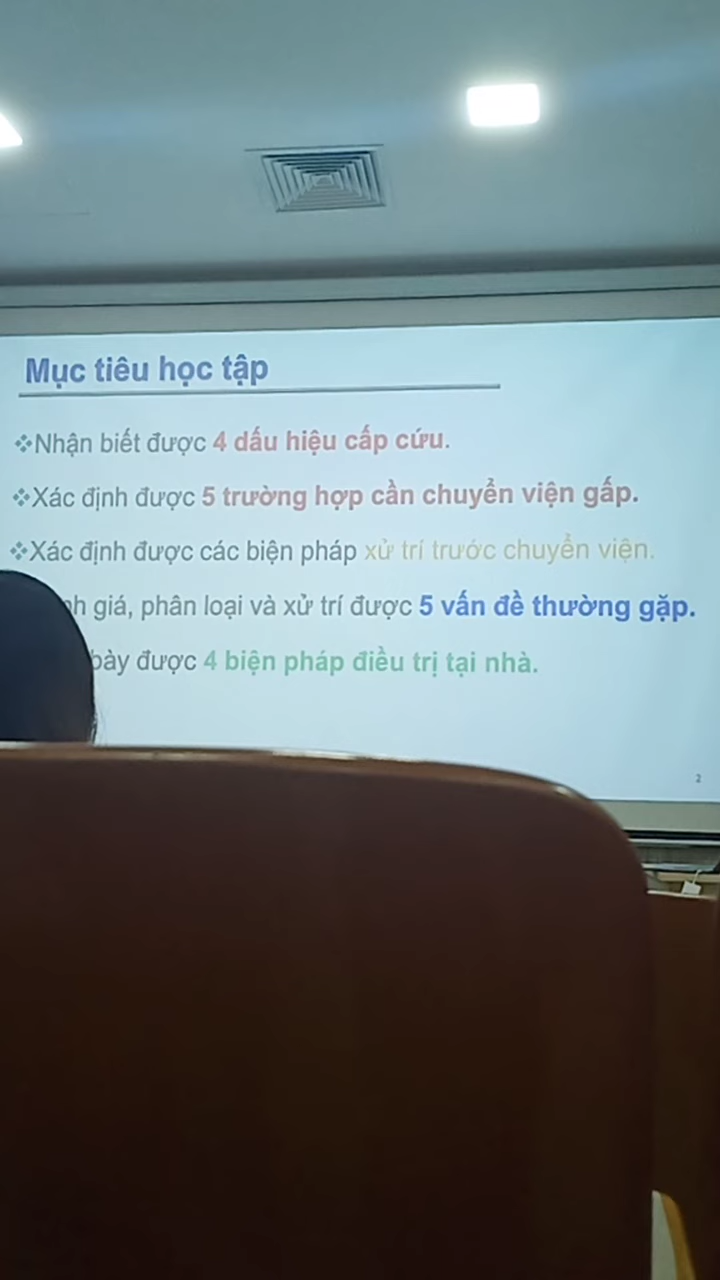 Mục tiêu học tập
❖Nhận biết được 4 dấu hiệu cấp cứu.
❖Xác định được 5 trường hợp cần chuyển viện gấp.
❖Xác định được các biện pháp xử trí trước chuyển viện.
giá, phân loại và xử trí được 5 vấn đề thường gặp.
bày được 4 biện pháp điều trị tại nhà.
2